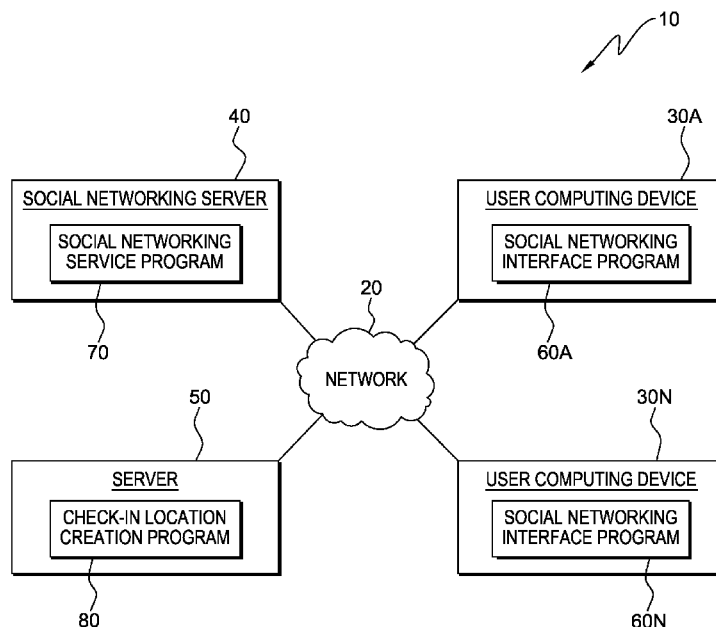 10
40
SOCIAL NETWORKING SERVER
SOCIAL NETWORKING
SERVICE PROGRAM
70
30A
USER COMPUTING DEVICE
SOCIAL NETWORKING
INTERFACE PROGRAM
60A
20
NETWORK
50
SERVER
CHECK-IN LOCATION
CREATION PROGRAM
80
30N
USER COMPUTING DEVICE
SOCIAL NETWORKING
INTERFACE PROGRAM
60N